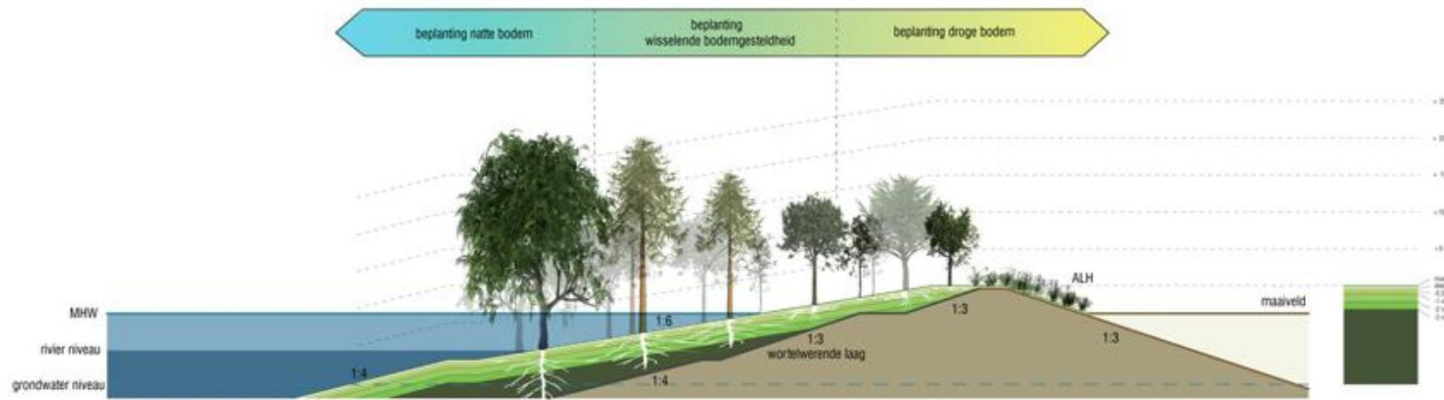 beplanting natte bodem
beplanting
wisselende bodemgesteldheid
beplanting droge bodem
MHW
rivier niveau
grondwater niveau
1:4
1:6
1:3
wortelwerende laag
1:4
1:3
ALH
1:3
maaiveld